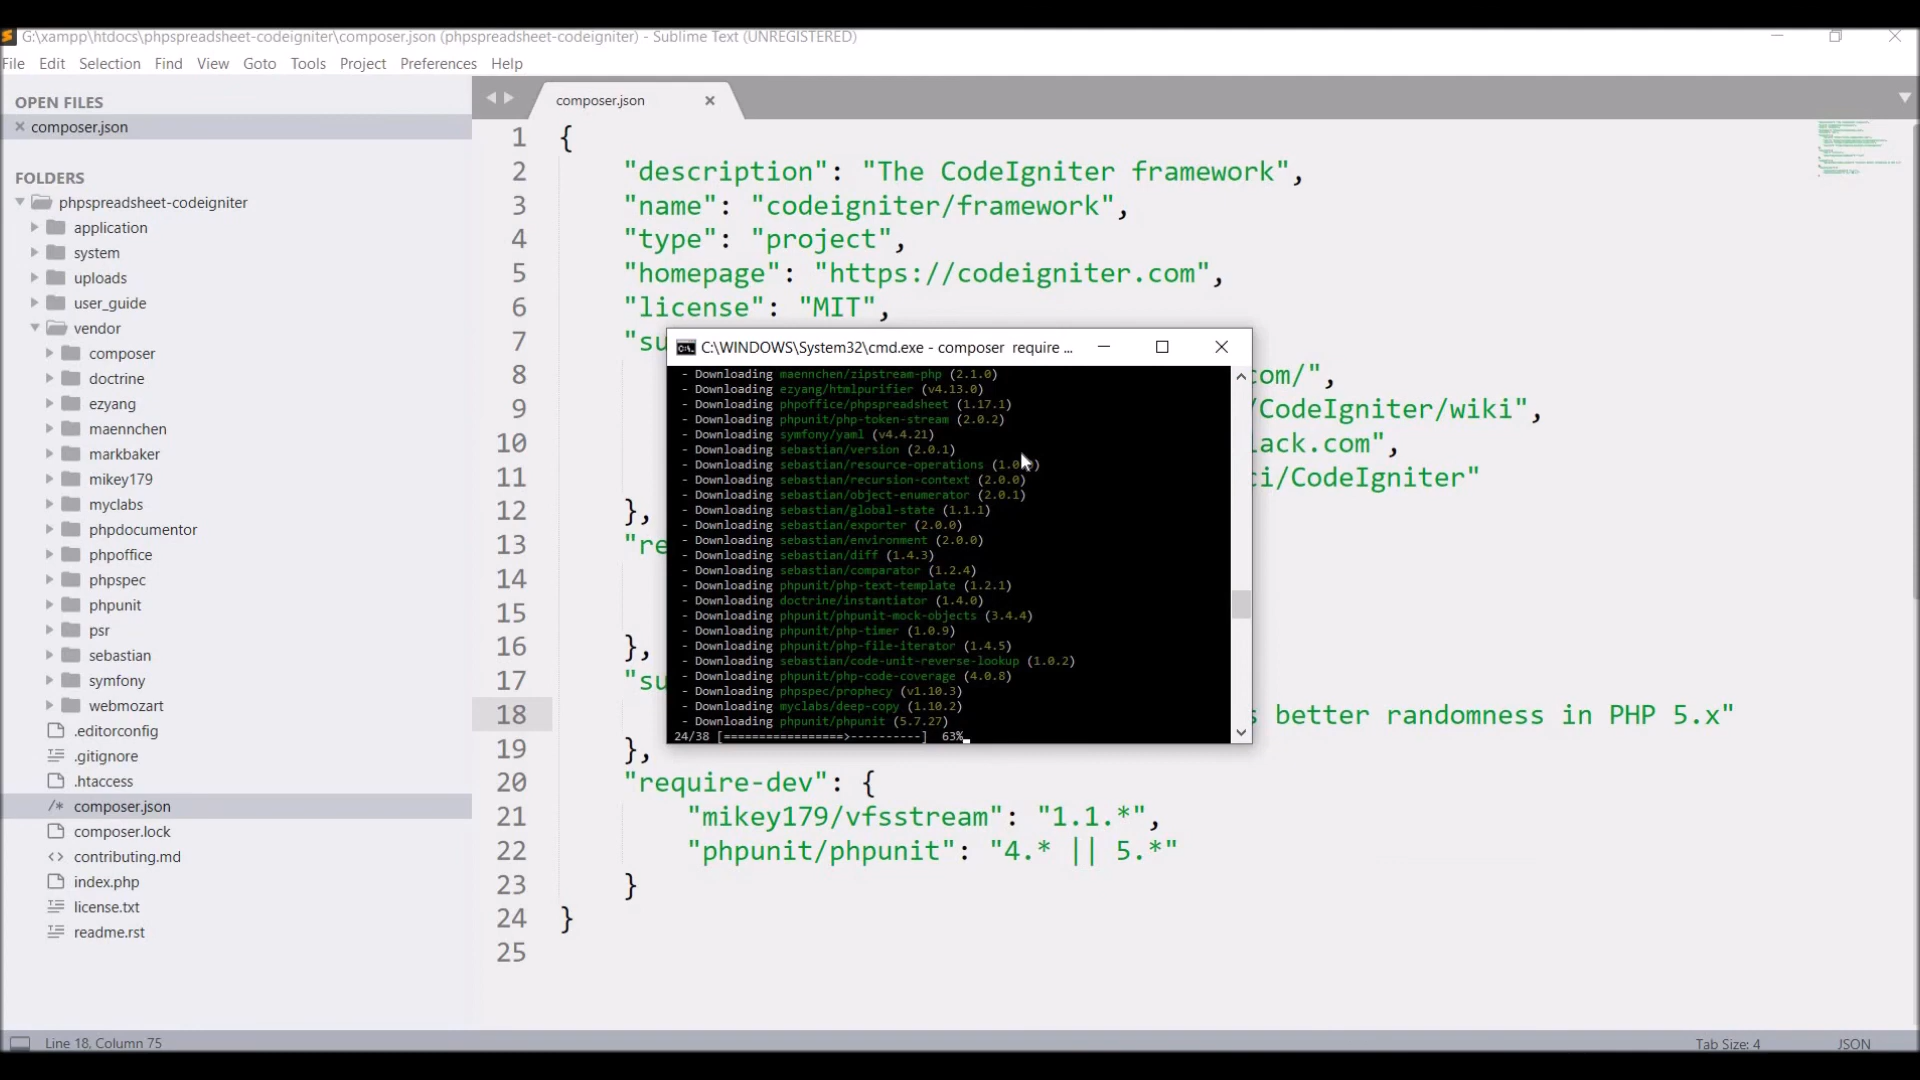 G:\xampp\htdocs\phpspreadsheet-codeigniter\composer.json (phpspreadsheet-codeigniter) - Sublime Text (UNREGISTERED)
File Edit Selection Find View Goto Tools Project Preferences Help
OPEN FILES
composer.json
FOLDERS
phpspreadsheet-codeigniter
application
system
uploads
user_guide
vendor
composer
doctrine
ezyang
maennchen
markbaker
mikey179
myclabs
phpdocumentor
phpoffice
phpspec
phpunit
psr
sebastian
symfony
webmozart
.editorconfig
.gitignore
.htaccess
/* composer.json
composer.lock
<> contributing.md
index.php
license.txt
readme.rst
composer.json
1 {
2 "description": "The CodeIgniter framework",
3 "name": "codeigniter/framework",
4 "type": "project",
5 "homepage": "https://codeigniter.com",
6 "license": "MIT",
7 "su
8 com/",
9 /CodeIgniter/wiki",
10 lack.com",
11 ci/CodeIgniter"
12 },
13 "re
14
15
16 },
17 "su
18 s better randomness in PHP 5.x"
19 },
20 "require-dev": {
21 "mikey179/vfsstream": "1.1.*",
22 "phpunit/phpunit": "4.* || 5.*"
23 }
24 }
25
C:\WINDOWS\System32\cmd.exe - composer require ...
- Downloading maennchen/zipstream-php (2.1.0)
- Downloading ezyang/htmlpurifier (v4.13.0)
- Downloading phpoffice/phpspreadsheet (1.17.1)
- Downloading phpunit/php-token-stream (2.0.2)
- Downloading symfony/yaml (v4.4.21)
- Downloading sebastian/version (2.0.1)
- Downloading sebastian/resource-operations (1.0
- Downloading sebastian/recursion-context (2.0.0)
- Downloading sebastian/object-enumerator (2.0.1)
- Downloading sebastian/global-state (1.1.1)
- Downloading sebastian/exporter (2.0.0)
- Downloading sebastian/environment (2.0.0)
- Downloading sebastian/diff (1.4.3)
- Downloading sebastian/comparator (1.2.4)
- Downloading phpunit/php-text-template (1.2.1)
- Downloading doctrine/instantiator (1.4.0)
- Downloading phpunit/phpunit-mock-objects (3.4.4)
- Downloading phpunit/php-timer (1.0.9)
- Downloading phpunit/php-file-iterator (1.4.5)
- Downloading sebastian/code-unit-reverse-lookup (1.0.2)
- Downloading phpunit/php-code-coverage (4.0.8)
- Downloading phpspec/prophecy (v1.10.3)
- Downloading myclabs/deep-copy (1.10.2)
- Downloading phpunit/phpunit (5.7.27)
24/38 [=================>----------] 63%
Line 18, Column 75
Tab Size: 4
JSON